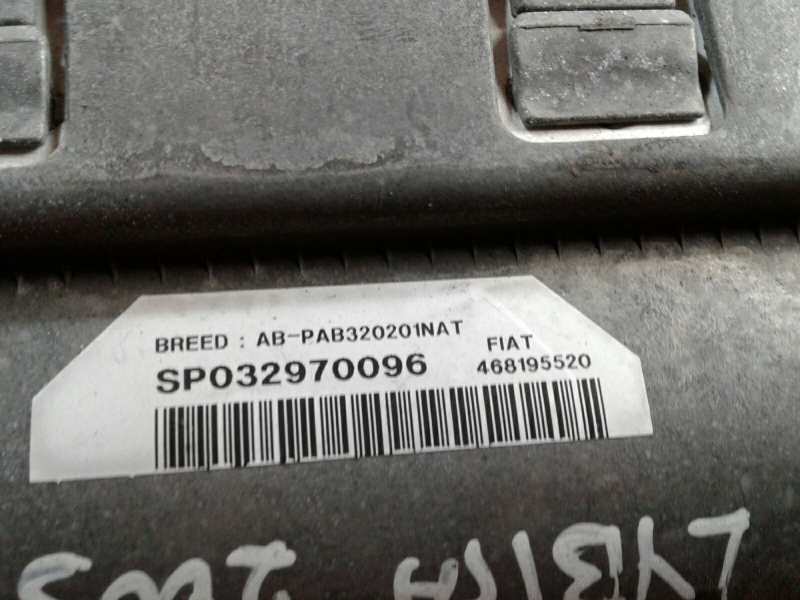 BREED : AB-PAB320201NAT
FIAT
SP032970096
468195520